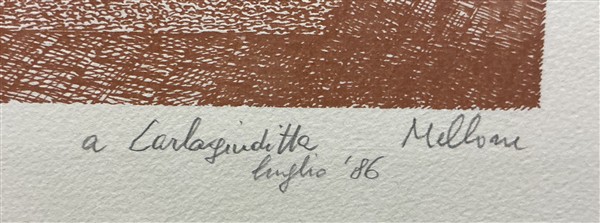 a Carlagiuditta Mellone
luglio '86